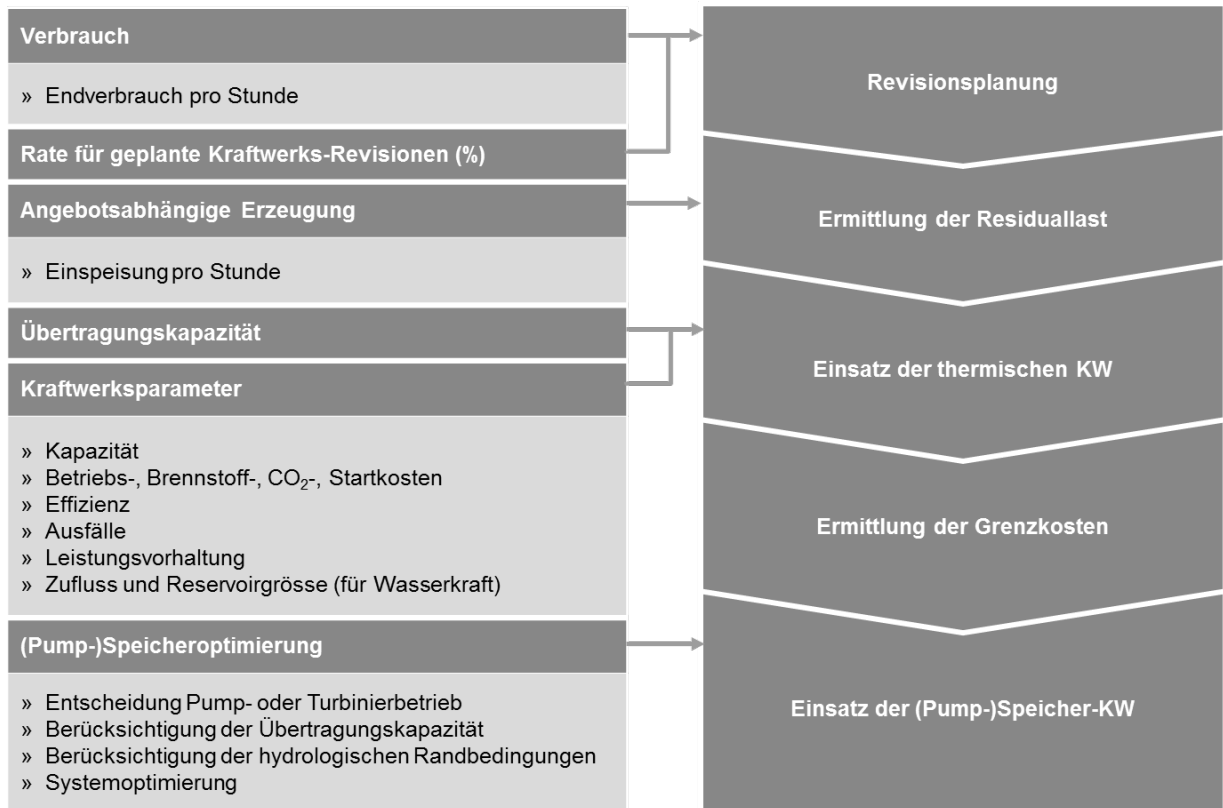 Verbrauch
» Endverbrauch pro Stunde
Rate für geplante Kraftwerks-Revisionen (%)
Angebotsabhängige Erzeugung
» Einspeisung pro Stunde
Übertragungskapazität
Kraftwerksparameter
» Kapazität
» Betriebs-, Brennstoff-, CO₂-, Startkosten
» Effizienz
» Ausfälle
» Leistungsvorhaltung
» Zufluss und Reservoirgrösse (für Wasserkraft)
(Pump-)Speicheroptimierung
» Entscheidung Pump- oder Turbinierbetrieb
» Berücksichtigung der Übertragungskapazität
» Berücksichtigung der hydrologischen Randbedingungen
» Systemoptimierung
Revisionsplanung
Ermittlung der Residuallast
Einsatz der thermischen KW
Ermittlung der Grenzkosten
Einsatz der (Pump-)Speicher-KW